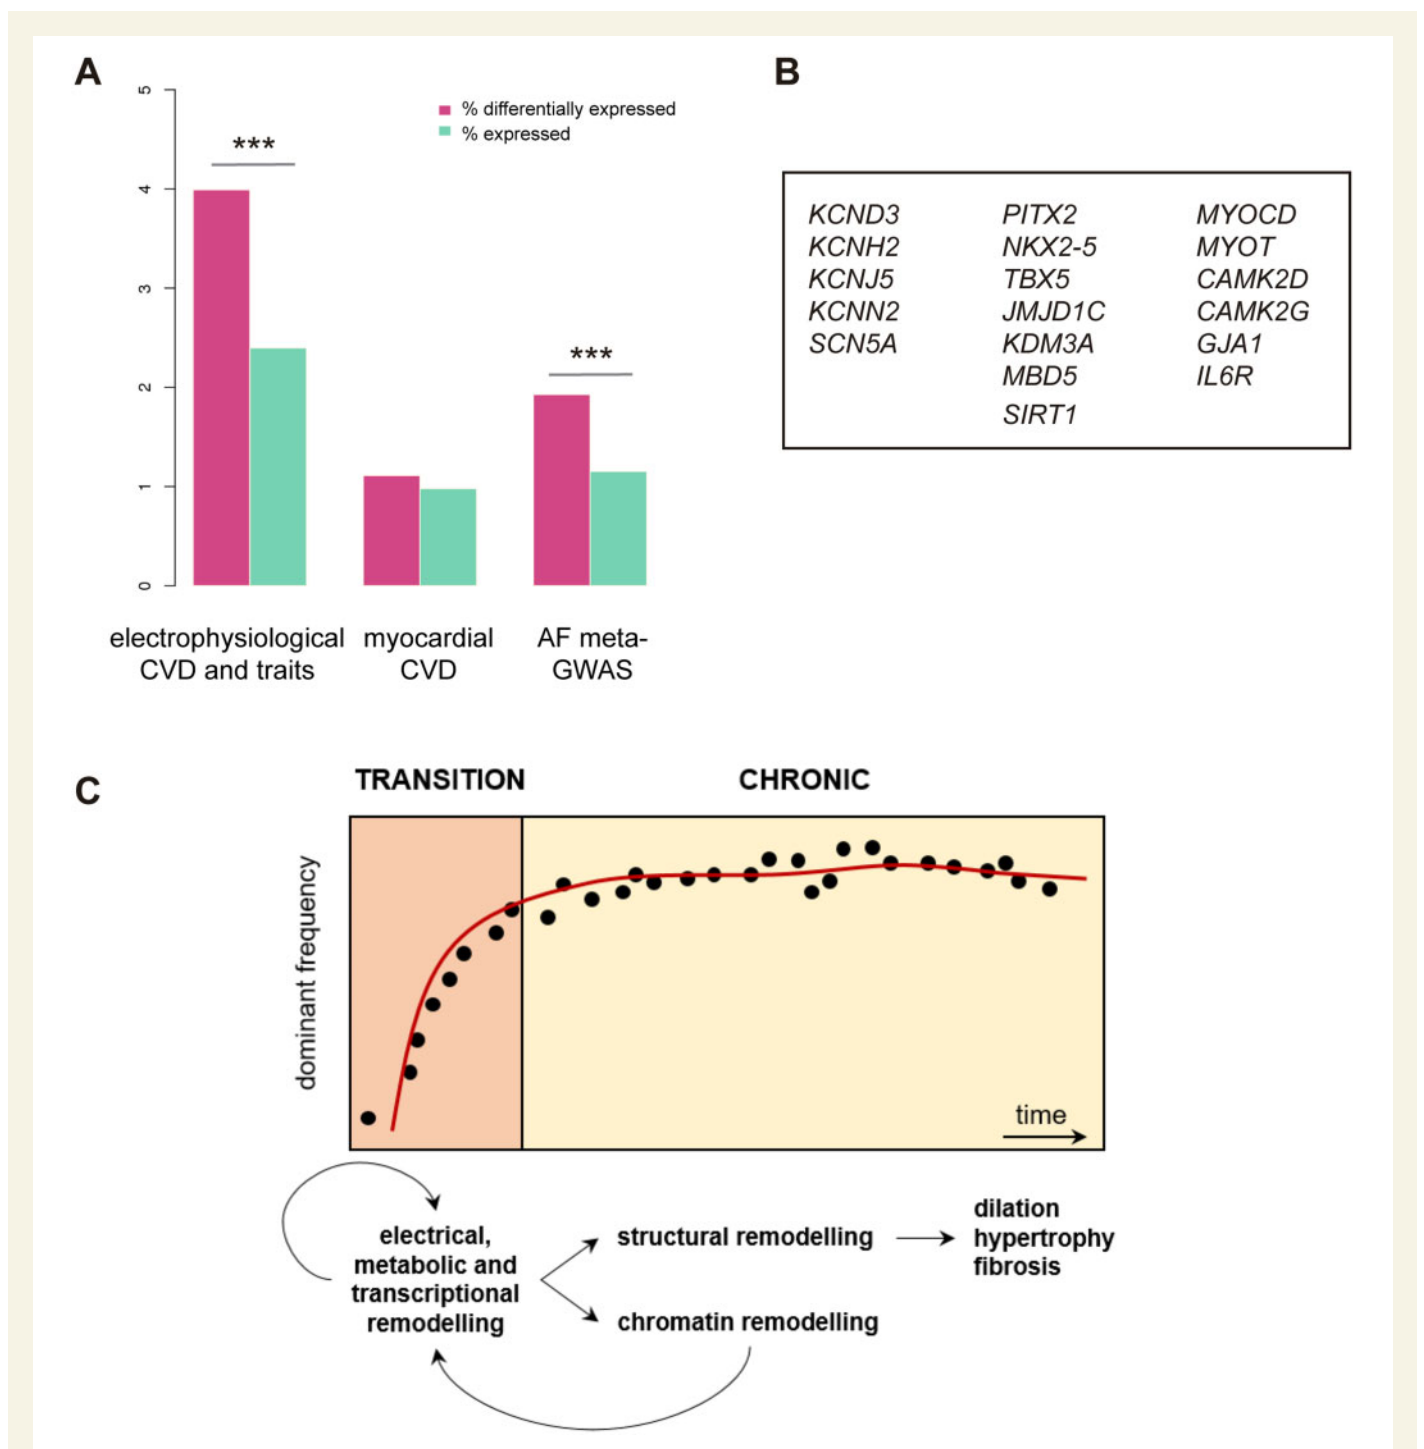 A
5
4
3
2
1
0
% differentially expressed
% expressed
***
***
electrophysiological
CVD and traits
myocardial
CVD
AF meta-
GWAS
B
KCND3 PITX2 MYOCD
KCNH2 NKX2-5 MYOT
KCNJ5 TBX5 CAMK2D
KCNN2 JMJD1C CAMK2G
SCN5A KDM3A GJA1
MBD5 IL6R
SIRT1
C
TRANSITION CHRONIC
dominant frequency
time
electrical,
metabolic and
transcriptional
remodelling
structural remodelling
chromatin remodelling
dilation
hypertrophy
fibrosis